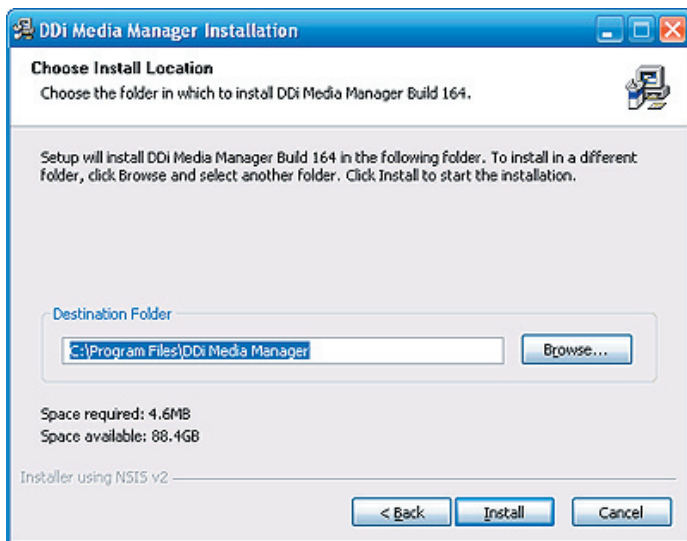 DDi Media Manager Installation
Choose Install Location
Choose the folder in which to install DDi Media Manager Build 164.
Setup will install DDi Media Manager Build 164 in the following folder. To install in a different
folder, click Browse and select another folder. Click Install to start the installation.
Destination Folder
C:\Program Files\DDi Media Manager
Browse...
Space required: 4.6MB
Space available: 88.4GB
Installer using NSIS v2
< Back
Install
Cancel